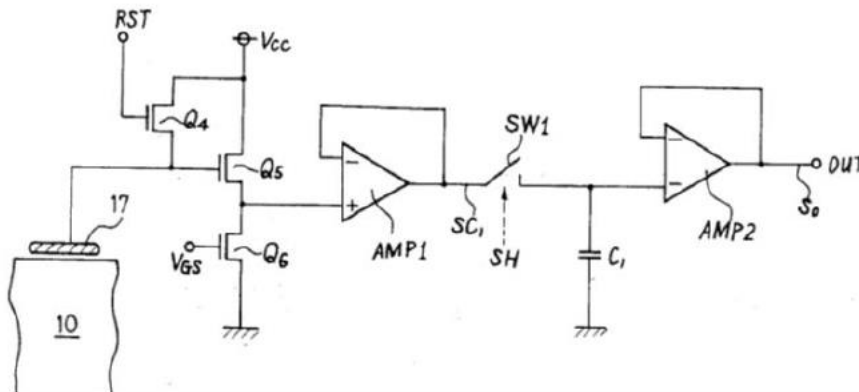 RST
Vcc
Q4
Q5
17
VGS
Q6
10
-
+
AMP1
SC1
SW1
SH
C1
-
-
AMP2
OUT
So